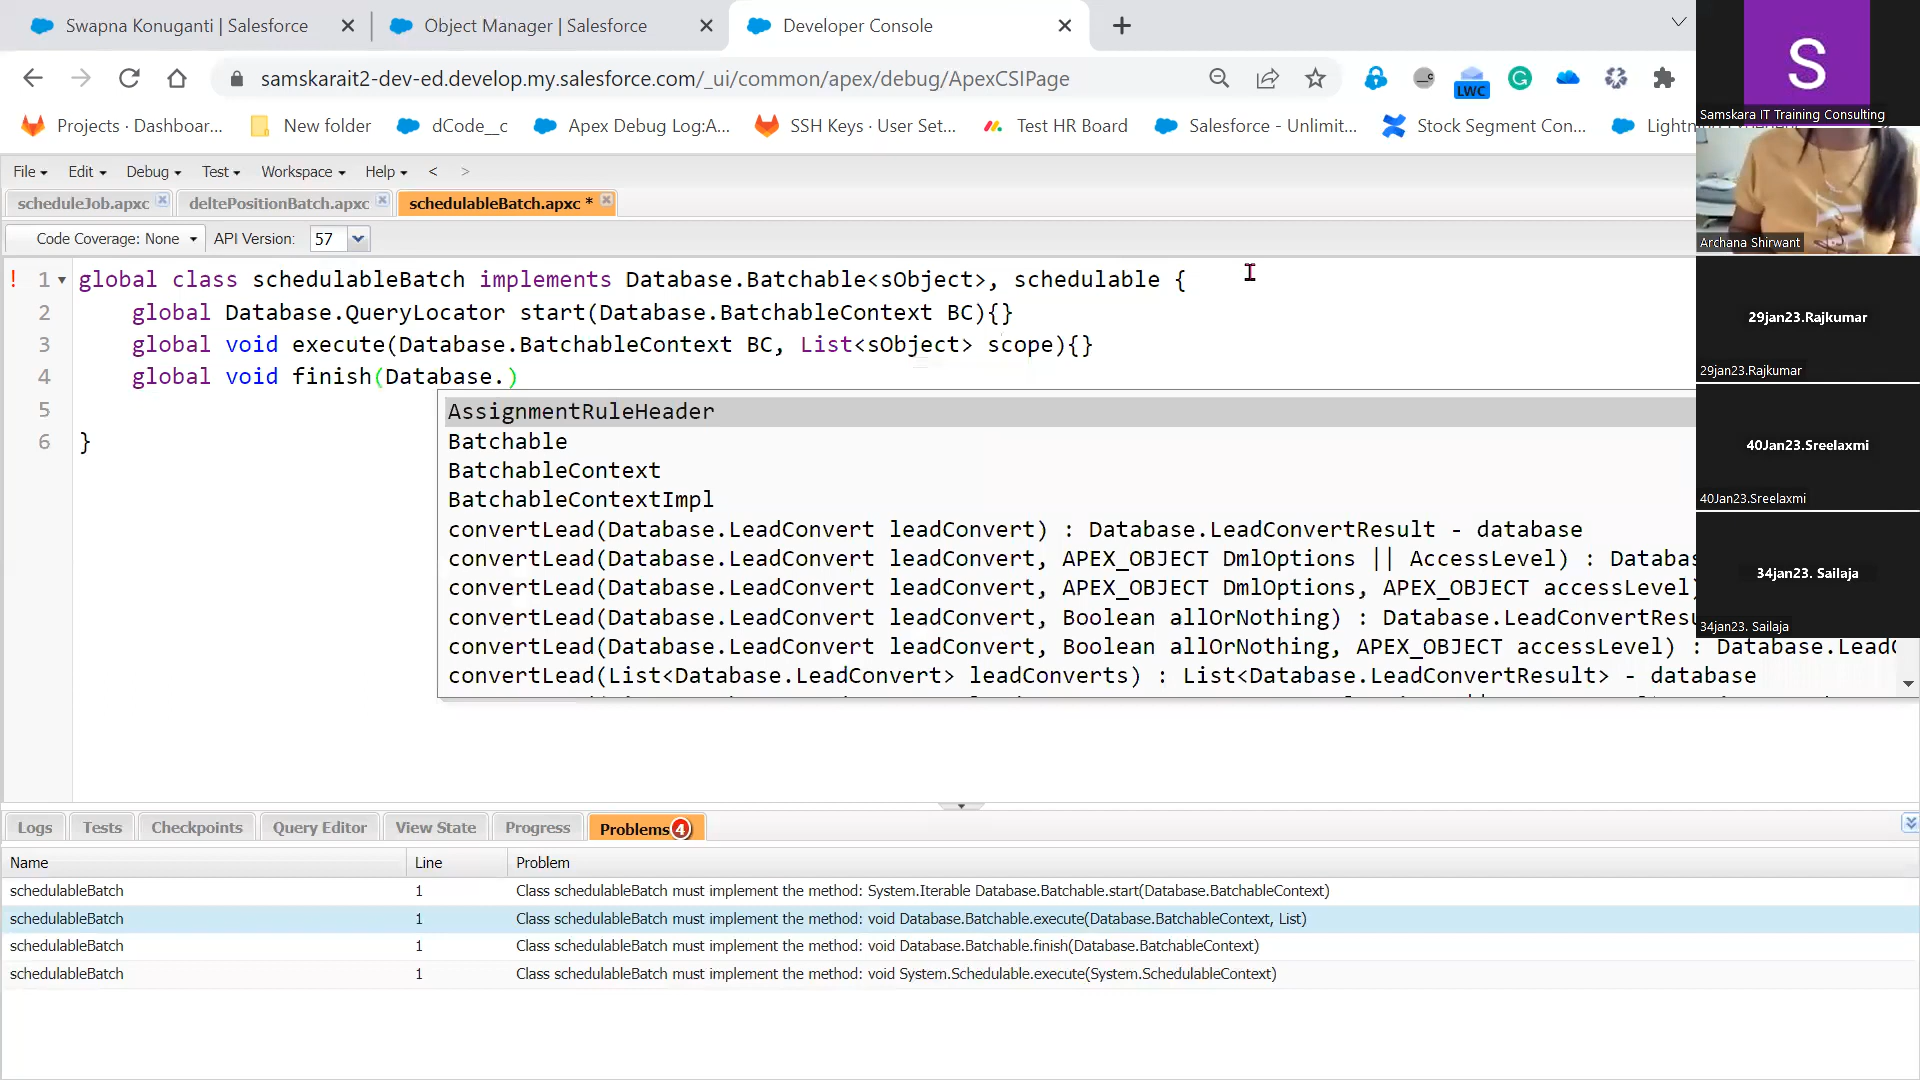 Swapna Konuganti | Salesforce
Object Manager | Salesforce
Developer Console
samskarait2-dev-ed.develop.my.salesforce.com/_ui/common/apex/debug/ApexCSIPage
LWC
Projects · Dashboar...
New folder
dCode__c
Apex Debug Log:A...
SSH Keys · User Set...
Test HR Board
Salesforce - Unlimit...
Stock Segment Con...
File
Edit
Debug
Test
Workspace
Help
<
>
scheduleJob.apxc
deltePositionBatch.apxc
schedulableBatch.apxc *
Code Coverage: None
API Version:
57
! 1 global class schedulableBatch implements Database.Batchable<sObject>, schedulable {
2 global Database.QueryLocator start(Database.BatchableContext BC){}
3 global void execute(Database.BatchableContext BC, List<sObject> scope){}
4 global void finish(Database.)
5
6 }
AssignmentRuleHeader
Batchable
BatchableContext
BatchableContextImpl
convertLead(Database.LeadConvert leadConvert) : Database.LeadConvertResult - database
convertLead(Database.LeadConvert leadConvert, APEX_OBJECT DmlOptions || AccessLevel) : Databas
convertLead(Database.LeadConvert leadConvert, APEX_OBJECT DmlOptions, APEX_OBJECT accessLevel)
convertLead(Database.LeadConvert leadConvert, Boolean allOrNothing) : Database.LeadConvertResu
convertLead(Database.LeadConvert leadConvert, Boolean allOrNothing, APEX_OBJECT accessLevel) : Database.LeadC
convertLead(List<Database.LeadConvert> leadConverts) : List<Database.LeadConvertResult> - database
S
Samskara IT Training Consulting
Archana Shirwant
29jan23.Rajkumar
29jan23.Rajkumar
40Jan23.Sreelaxmi
40Jan23.Sreelaxmi
34jan23. Sailaja
34jan23. Sailaja
Logs
Tests
Checkpoints
Query Editor
View State
Progress
Problems 4
Name Line Problem
schedulableBatch 1 Class schedulableBatch must implement the method: System.Iterable Database.Batchable.start(Database.BatchableContext)
schedulableBatch 1 Class schedulableBatch must implement the method: void Database.Batchable.execute(Database.BatchableContext, List)
schedulableBatch 1 Class schedulableBatch must implement the method: void Database.Batchable.finish(Database.BatchableContext)
schedulableBatch 1 Class schedulableBatch must implement the method: void System.Schedulable.execute(System.SchedulableContext)